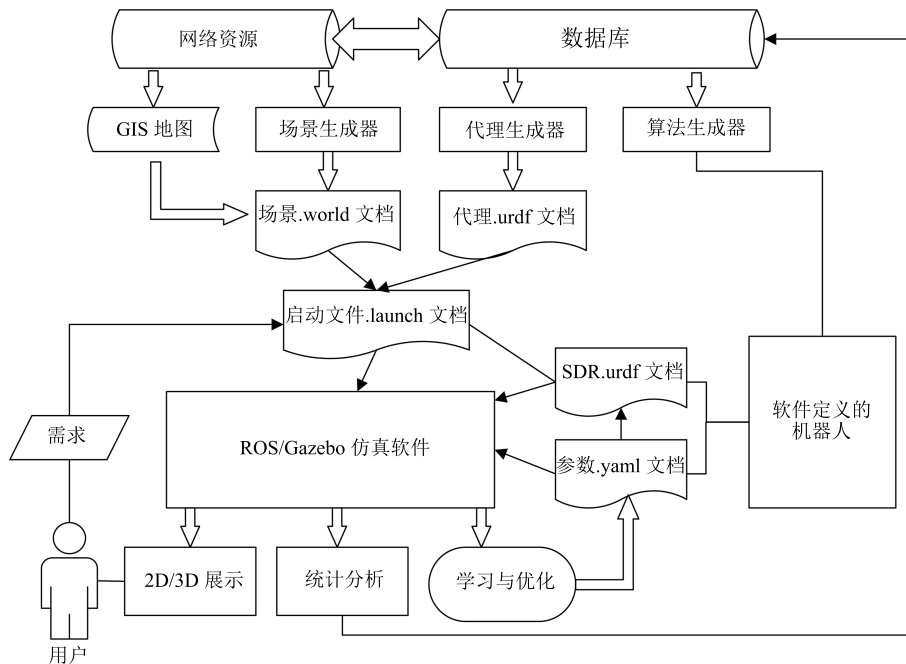 网络资源
数据库
GIS 地图
场景生成器
代理生成器
算法生成器
场景.world 文档
代理.urdf 文档
启动文件.launch 文档
SDR.urdf 文档
软件定义的
机器人
需求
ROS/Gazebo 仿真软件
参数.yaml 文档
2D/3D 展示
统计分析
学习与优化
用户